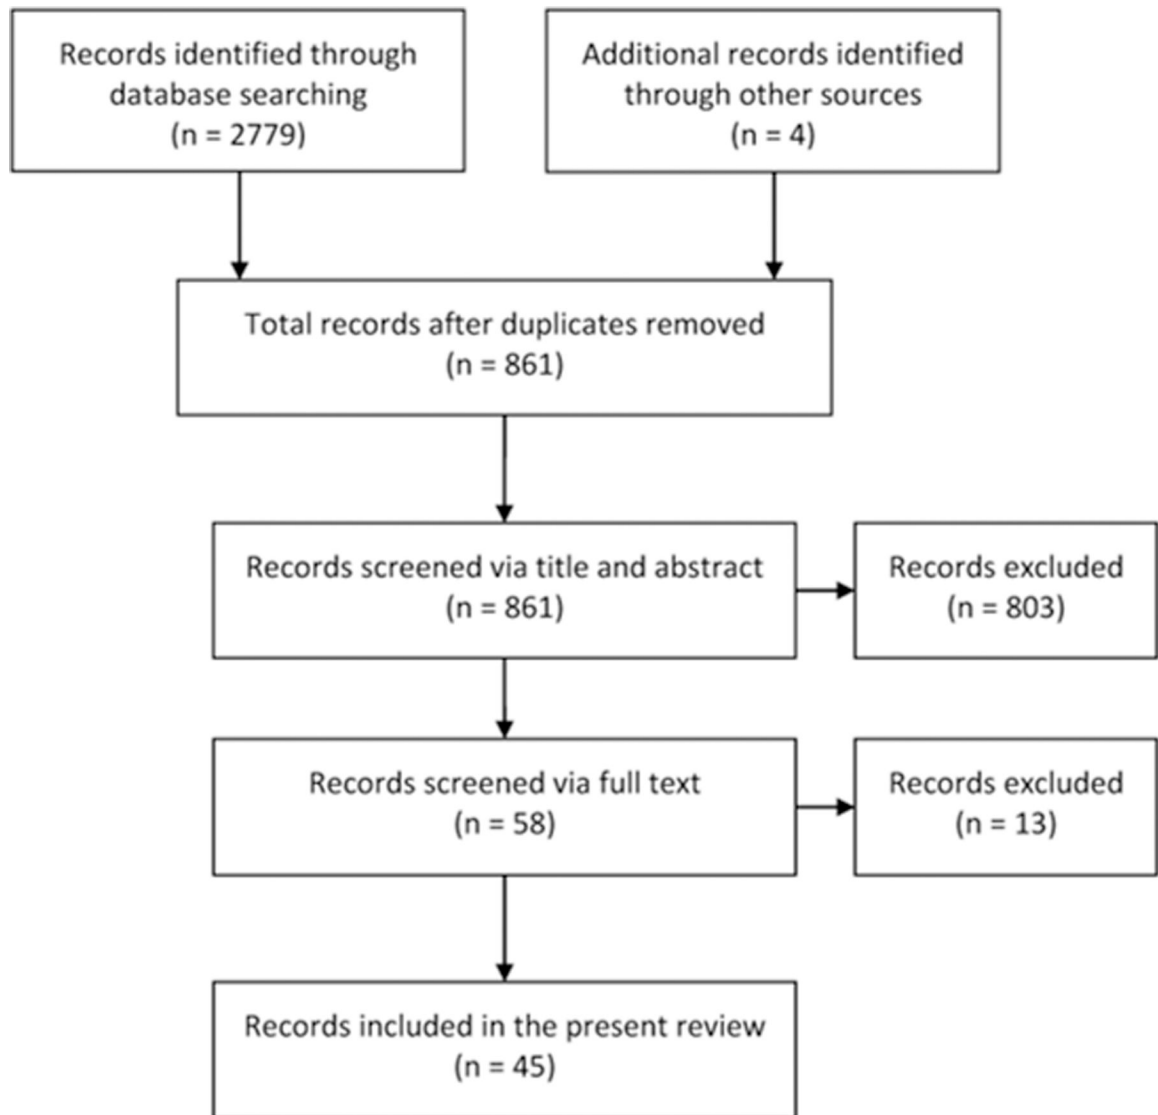 Records identified through
database searching
(n = 2779)
Additional records identified
through other sources
(n = 4)
Total records after duplicates removed
(n = 861)
Records screened via title and abstract
(n = 861)
Records excluded
(n = 803)
Records screened via full text
(n = 58)
Records excluded
(n = 13)
Records included in the present review
(n = 45)